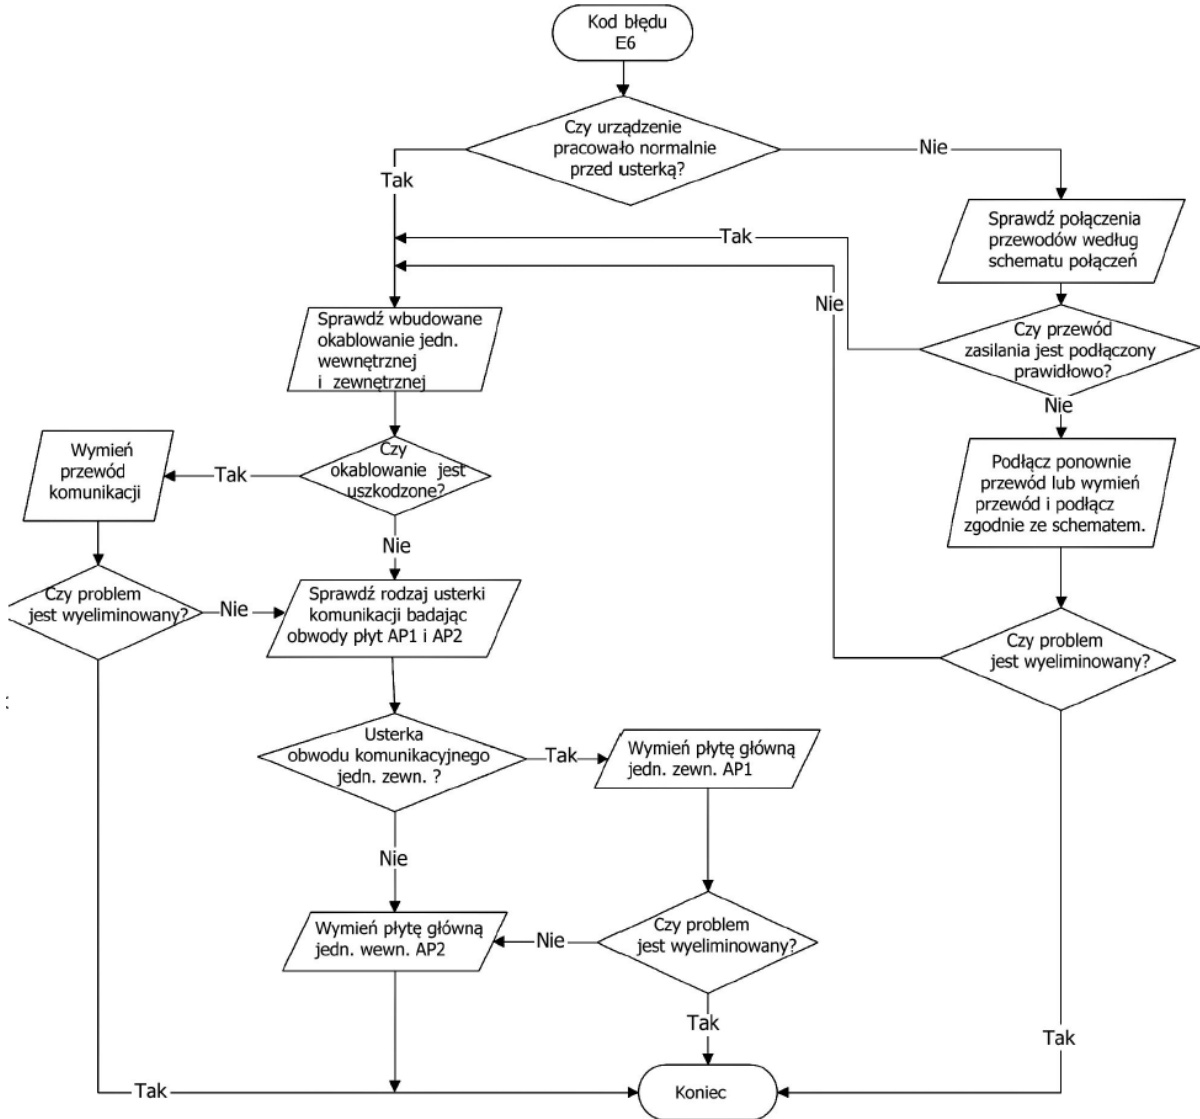 Kod błędu
E6
Czy urządzenie
pracowało normalnie
przed usterką?
Nie
Tak
Sprawdź połączenia
przewodów według
schematu połączeń
Tak
Nie
Sprawdź wbudowane
okablowanie jedn.
wewnętrznej
i zewnętrznej
Czy przewód
zasilania jest podłączony
prawidłowo?
Nie
Wymień
przewód
komunikacji
Tak
Czy
okablowanie jest
uszkodzone?
Podłącz ponownie
przewód lub wymień
przewód i podłącz
zgodnie ze schematem.
Nie
Czy problem
jest wyeliminowany?
Nie
Sprawdź rodzaj usterki
komunikacji badając
obwody płyt AP1 i AP2
Czy problem
jest wyeliminowany?
Usterka
obwodu komunikacyjnego
jedn. zewn. ?
Tak
Wymień płytę główną
jedn. zewn. AP1
Nie
Wymień płytę główną
jedn. wewn. AP2
Nie
Czy problem
jest wyeliminowany?
Tak
Tak
Tak
Koniec